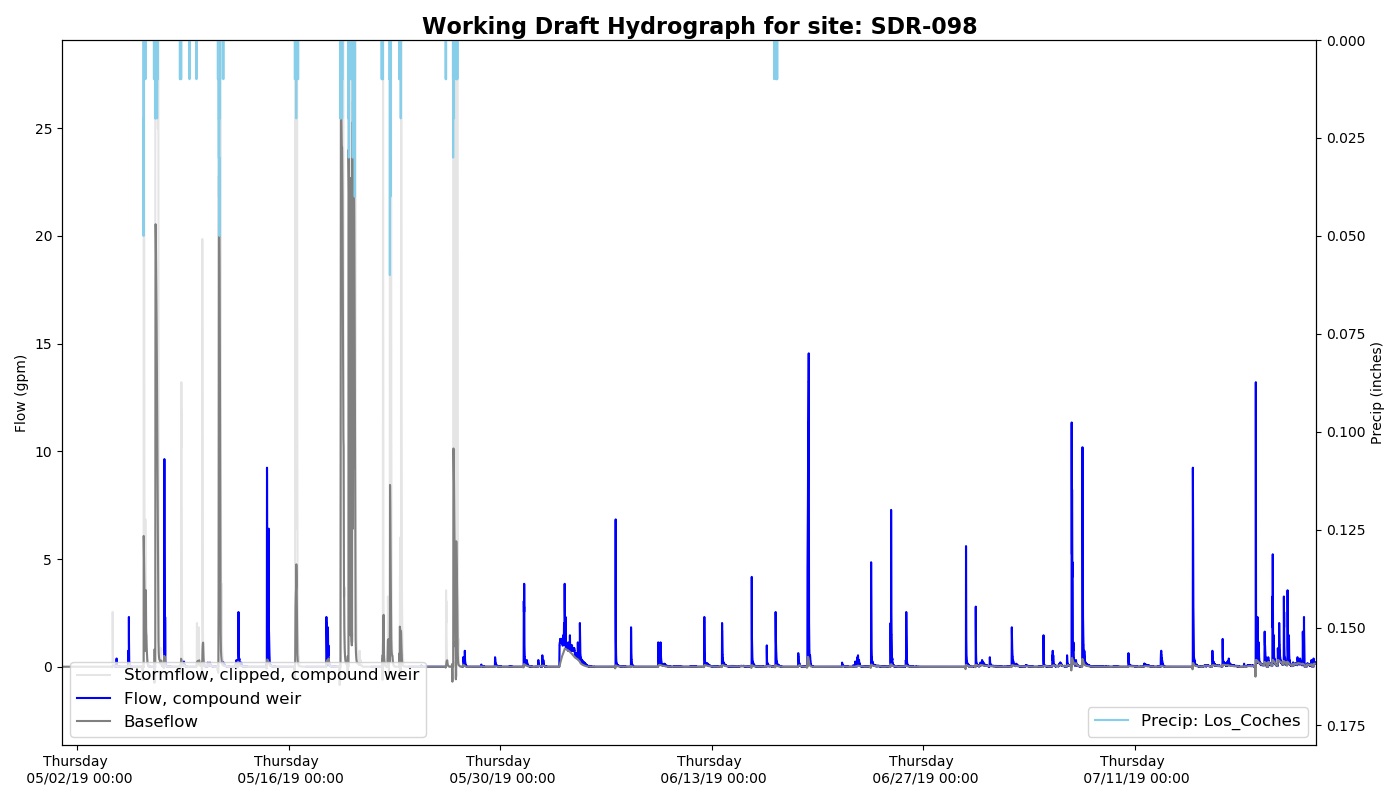 Working Draft Hydrograph for site: SDR-098
0.000
25
0.025
20
0.050
15
0.075
Flow (gpm)
Precip (inches)
10
0.100
5
0.125
0
0.150
0.175
Stormflow, clipped, compound weir
Flow, compound weir
Baseflow
Precip: Los_Coches
Thursday
05/02/19 00:00
Thursday
05/16/19 00:00
Thursday
05/30/19 00:00
Thursday
06/13/19 00:00
Thursday
06/27/19 00:00
Thursday
07/11/19 00:00